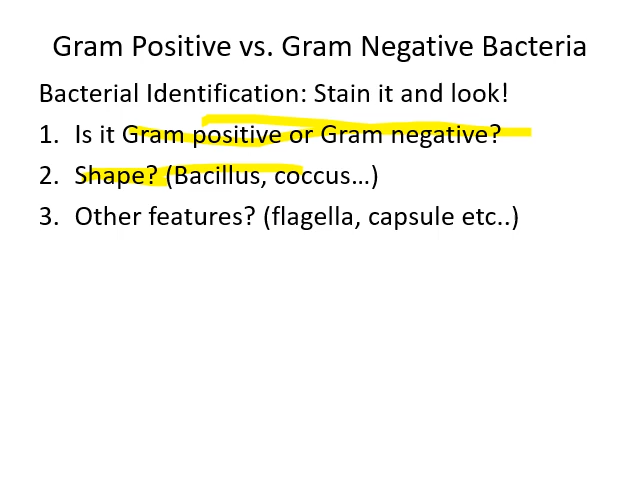 Gram Positive vs. Gram Negative Bacteria
Bacterial Identification: Stain it and look!
1. Is it Gram positive or Gram negative?
2. Shape? (Bacillus, coccus…)
3. Other features? (flagella, capsule etc..)